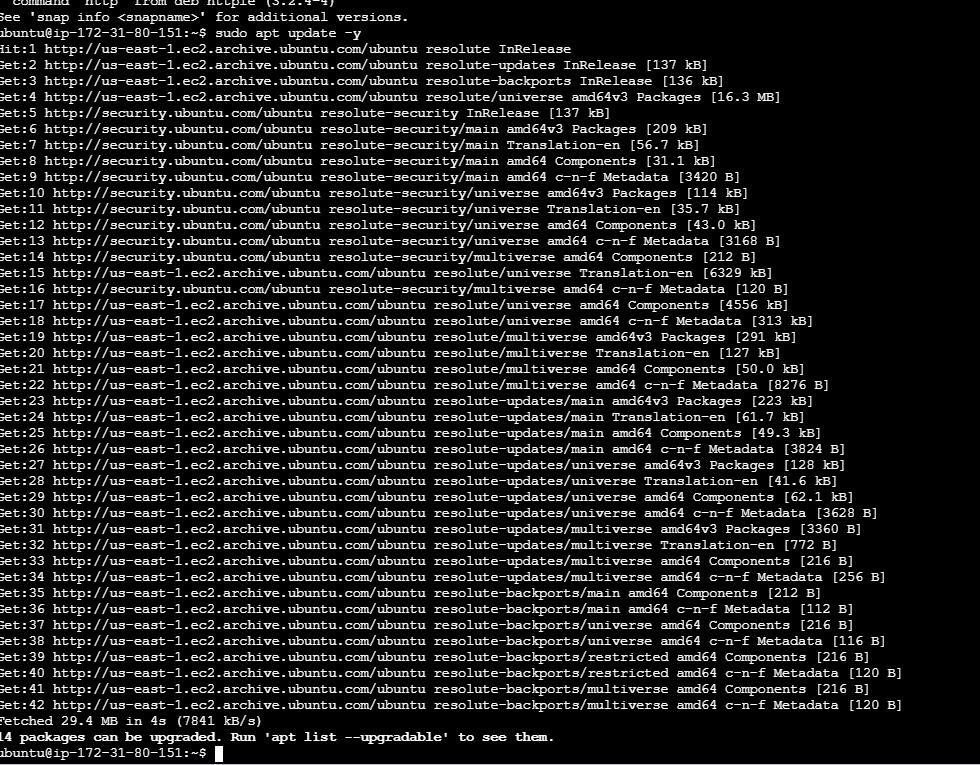 command 'http' from deb httpie (3.2.4-4)
See 'snap info <snapname>' for additional versions.
ubuntu@ip-172-31-80-151:~$ sudo apt update -y
Hit:1 http://us-east-1.ec2.archive.ubuntu.com/ubuntu resolute InRelease
Get:2 http://us-east-1.ec2.archive.ubuntu.com/ubuntu resolute-updates InRelease [137 kB]
Get:3 http://us-east-1.ec2.archive.ubuntu.com/ubuntu resolute-backports InRelease [136 kB]
Get:4 http://us-east-1.ec2.archive.ubuntu.com/ubuntu resolute/universe amd64v3 Packages [16.3 MB]
Get:5 http://security.ubuntu.com/ubuntu resolute-security InRelease [137 kB]
Get:6 http://security.ubuntu.com/ubuntu resolute-security/main amd64v3 Packages [209 kB]
Get:7 http://security.ubuntu.com/ubuntu resolute-security/main Translation-en [56.7 kB]
Get:8 http://security.ubuntu.com/ubuntu resolute-security/main amd64 Components [31.1 kB]
Get:9 http://security.ubuntu.com/ubuntu resolute-security/main amd64 c-n-f Metadata [3420 B]
Get:10 http://security.ubuntu.com/ubuntu resolute-security/universe amd64v3 Packages [114 kB]
Get:11 http://security.ubuntu.com/ubuntu resolute-security/universe Translation-en [35.7 kB]
Get:12 http://security.ubuntu.com/ubuntu resolute-security/universe amd64 Components [43.0 kB]
Get:13 http://security.ubuntu.com/ubuntu resolute-security/universe amd64 c-n-f Metadata [3168 B]
Get:14 http://security.ubuntu.com/ubuntu resolute-security/multiverse amd64 Components [212 B]
Get:15 http://us-east-1.ec2.archive.ubuntu.com/ubuntu resolute/universe Translation-en [6329 kB]
Get:16 http://security.ubuntu.com/ubuntu resolute-security/multiverse amd64 c-n-f Metadata [120 B]
Get:17 http://us-east-1.ec2.archive.ubuntu.com/ubuntu resolute/universe amd64 Components [4556 kB]
Get:18 http://us-east-1.ec2.archive.ubuntu.com/ubuntu resolute/universe amd64 c-n-f Metadata [313 kB]
Get:19 http://us-east-1.ec2.archive.ubuntu.com/ubuntu resolute/multiverse amd64v3 Packages [291 kB]
Get:20 http://us-east-1.ec2.archive.ubuntu.com/ubuntu resolute/multiverse Translation-en [127 kB]
Get:21 http://us-east-1.ec2.archive.ubuntu.com/ubuntu resolute/multiverse amd64 Components [50.0 kB]
Get:22 http://us-east-1.ec2.archive.ubuntu.com/ubuntu resolute/multiverse amd64 c-n-f Metadata [8276 B]
Get:23 http://us-east-1.ec2.archive.ubuntu.com/ubuntu resolute-updates/main amd64v3 Packages [223 kB]
Get:24 http://us-east-1.ec2.archive.ubuntu.com/ubuntu resolute-updates/main Translation-en [61.7 kB]
Get:25 http://us-east-1.ec2.archive.ubuntu.com/ubuntu resolute-updates/main amd64 Components [49.3 kB]
Get:26 http://us-east-1.ec2.archive.ubuntu.com/ubuntu resolute-updates/main amd64 c-n-f Metadata [3824 B]
Get:27 http://us-east-1.ec2.archive.ubuntu.com/ubuntu resolute-updates/universe amd64v3 Packages [128 kB]
Get:28 http://us-east-1.ec2.archive.ubuntu.com/ubuntu resolute-updates/universe Translation-en [41.6 kB]
Get:29 http://us-east-1.ec2.archive.ubuntu.com/ubuntu resolute-updates/universe amd64 Components [62.1 kB]
Get:30 http://us-east-1.ec2.archive.ubuntu.com/ubuntu resolute-updates/universe amd64 c-n-f Metadata [3628 B]
Get:31 http://us-east-1.ec2.archive.ubuntu.com/ubuntu resolute-updates/multiverse amd64v3 Packages [3360 B]
Get:32 http://us-east-1.ec2.archive.ubuntu.com/ubuntu resolute-updates/multiverse Translation-en [772 B]
Get:33 http://us-east-1.ec2.archive.ubuntu.com/ubuntu resolute-updates/multiverse amd64 Components [216 B]
Get:34 http://us-east-1.ec2.archive.ubuntu.com/ubuntu resolute-updates/multiverse amd64 c-n-f Metadata [256 B]
Get:35 http://us-east-1.ec2.archive.ubuntu.com/ubuntu resolute-backports/main amd64 Components [212 B]
Get:36 http://us-east-1.ec2.archive.ubuntu.com/ubuntu resolute-backports/main amd64 c-n-f Metadata [112 B]
Get:37 http://us-east-1.ec2.archive.ubuntu.com/ubuntu resolute-backports/universe amd64 Components [216 B]
Get:38 http://us-east-1.ec2.archive.ubuntu.com/ubuntu resolute-backports/universe amd64 c-n-f Metadata [116 B]
Get:39 http://us-east-1.ec2.archive.ubuntu.com/ubuntu resolute-backports/restricted amd64 Components [216 B]
Get:40 http://us-east-1.ec2.archive.ubuntu.com/ubuntu resolute-backports/restricted amd64 c-n-f Metadata [120 B]
Get:41 http://us-east-1.ec2.archive.ubuntu.com/ubuntu resolute-backports/multiverse amd64 Components [216 B]
Get:42 http://us-east-1.ec2.archive.ubuntu.com/ubuntu resolute-backports/multiverse amd64 c-n-f Metadata [120 B]
Fetched 29.4 MB in 4s (7841 kB/s)
14 packages can be upgraded. Run 'apt list --upgradable' to see them.
ubuntu@ip-172-31-80-151:~$